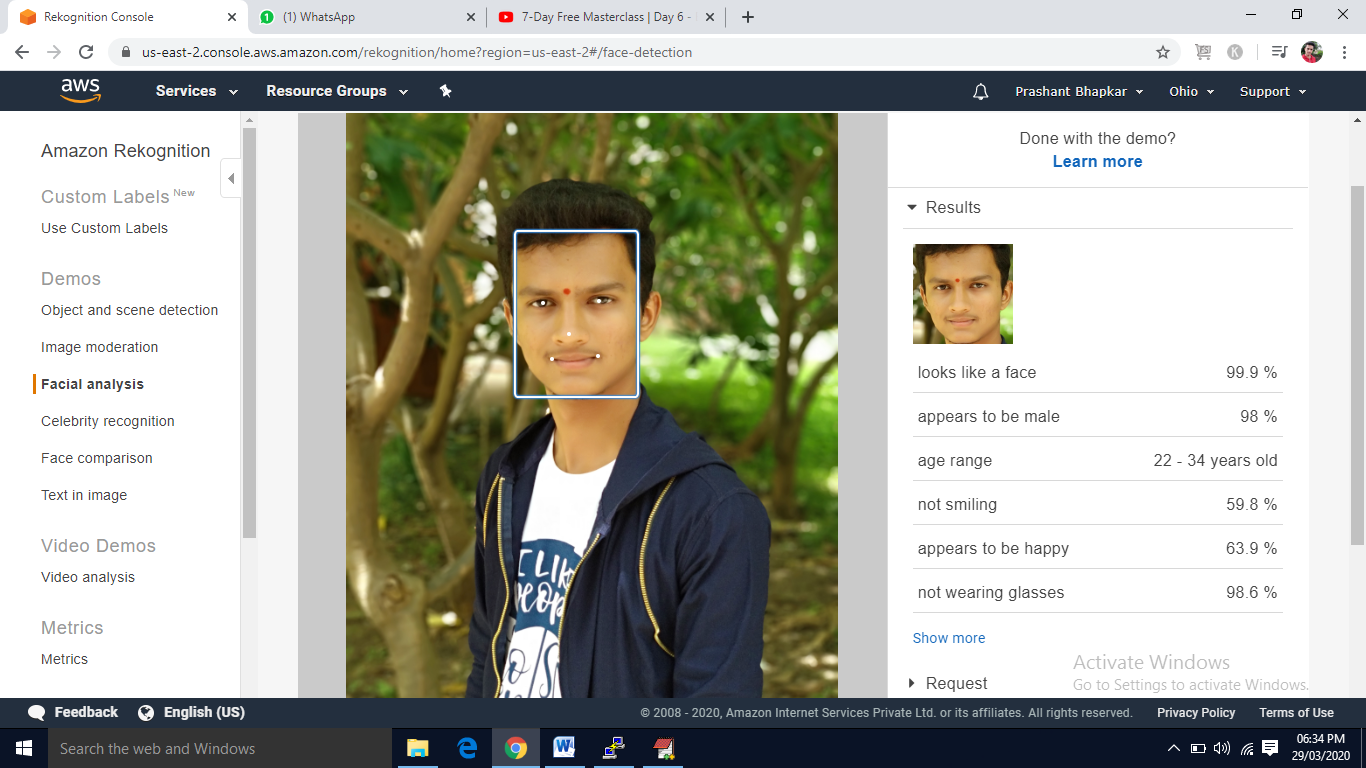 Rekognition Console
(1) WhatsApp
7-Day Free Masterclass | Day 6 -
us-east-2.console.aws.amazon.com/rekognition/home?region=us-east-2#/face-detection
K
aws
Services
Resource Groups
Prashant Bhapkar
Ohio
Support
Amazon Rekognition
Custom Labels New
Use Custom Labels
Demos
Object and scene detection
Image moderation
Facial analysis
Celebrity recognition
Face comparison
Text in image
Video Demos
Video analysis
Metrics
Metrics
I LIKE
PEOP
Done with the demo?
Learn more
Results
looks like a face 99.9 %
appears to be male 98 %
age range 22 - 34 years old
not smiling 59.8 %
appears to be happy 63.9 %
not wearing glasses 98.6 %
Show more
Request
Activate Windows
Go to Settings to activate Windows.
Feedback
English (US)
© 2008 - 2020, Amazon Internet Services Private Ltd. or its affiliates. All rights reserved.
Privacy Policy
Terms of Use
Search the web and Windows
06:34 PM
29/03/2020